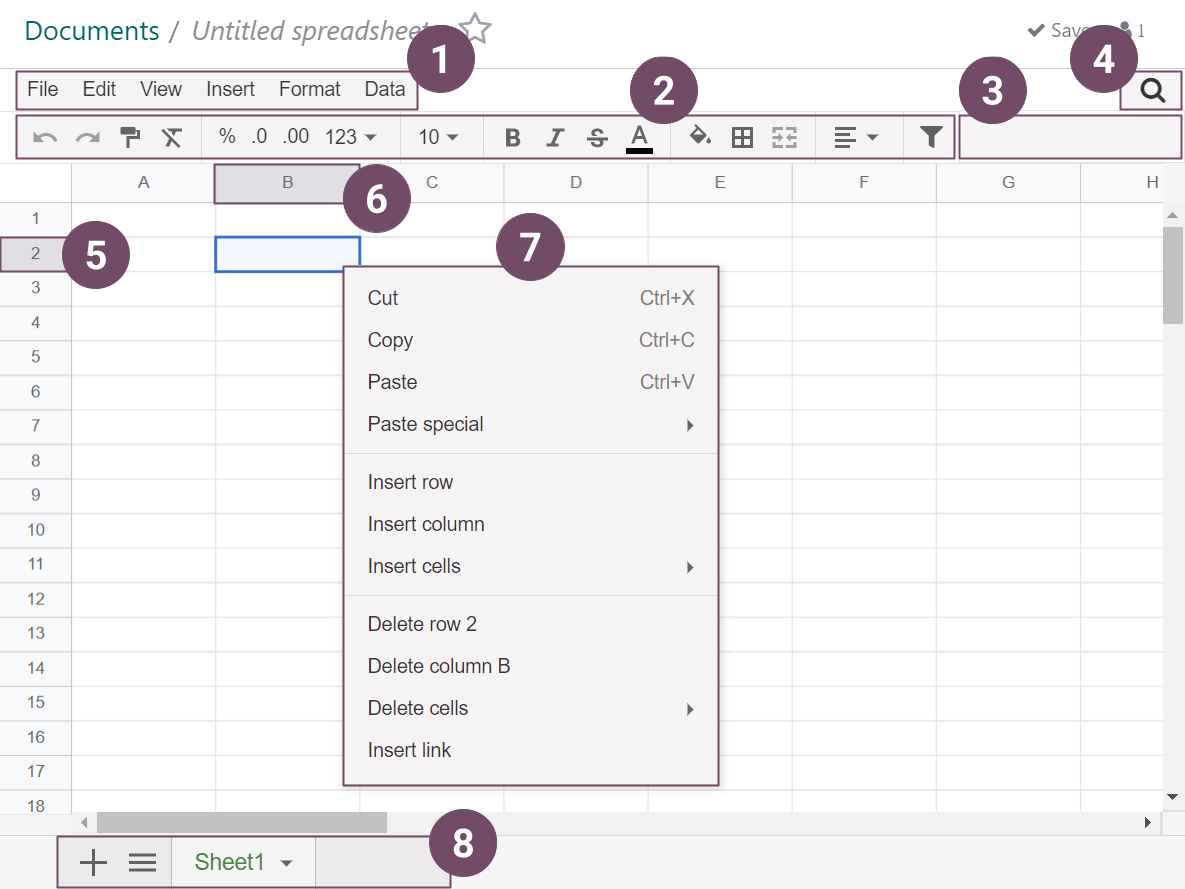 Documents / Untitled spreadsheet
Save 1
1
4
File Edit View Insert Format Data
2
3
% .0 .00 123 10 B I S A
A B C D E F G H
6
1
2
5
7
3
4
5
6
7
8
9
10
11
12
13
14
15
16
17
18
Cut Ctrl+X
Copy Ctrl+C
Paste Ctrl+V
Paste special
Insert row
Insert column
Insert cells
Delete row 2
Delete column B
Delete cells
Insert link
8
Sheet1